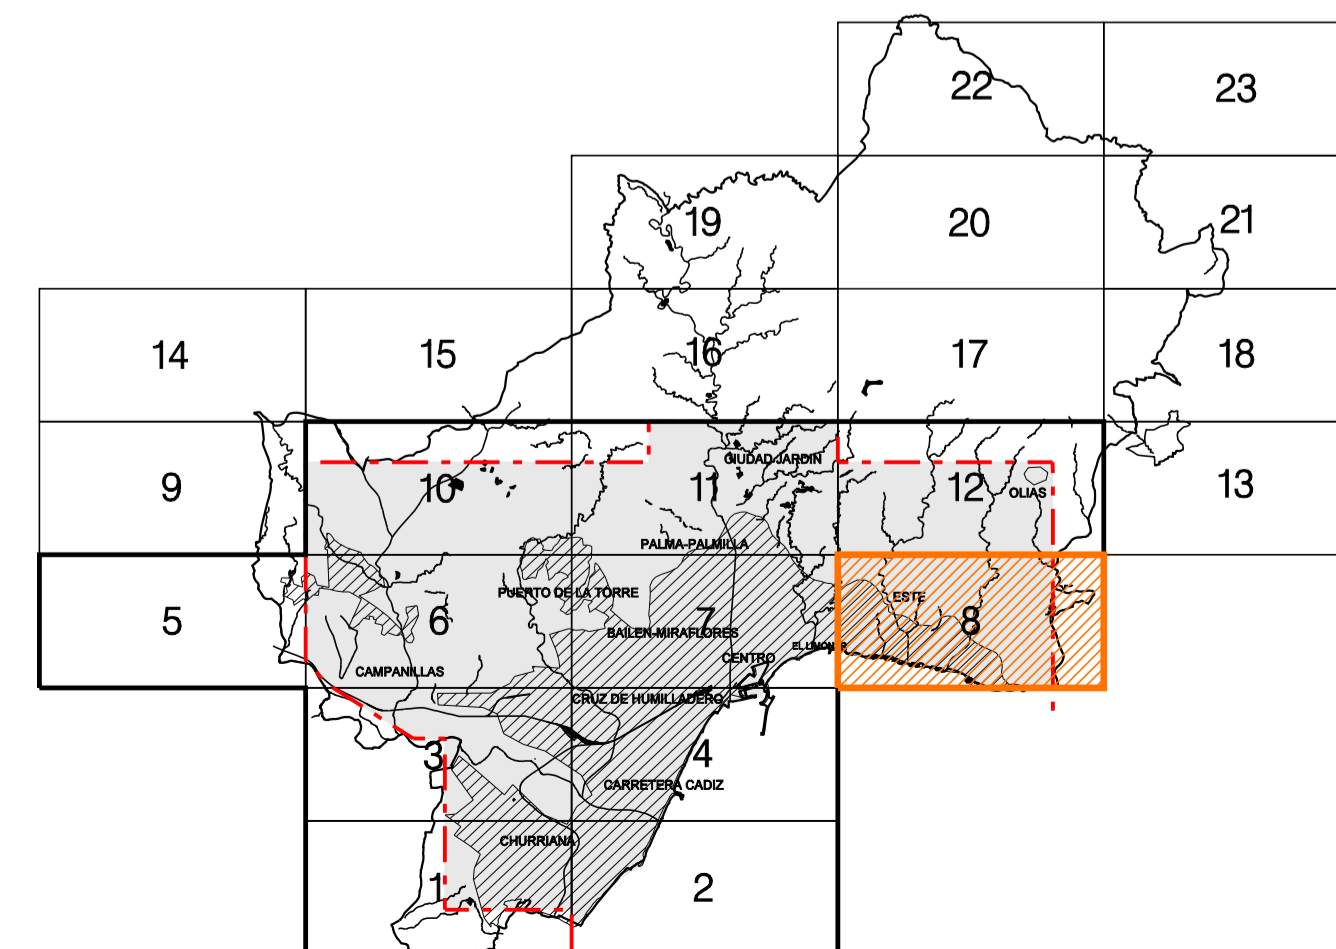 22
23
19
20
21
14
15
16
17
18
CIUDAD JARDIN
9
10
11
12
OLIAS
13
PALMA-PALMILLA
PUERTO DE LA TORRE
ESTE
5
6
7
8
BAILEN-MIRAFLORES
CENTRO
CAMPANILLAS
CRUZ DE HUMILLADERO
3
4
CARRETERA CADIZ
CHURRIANA
1
2